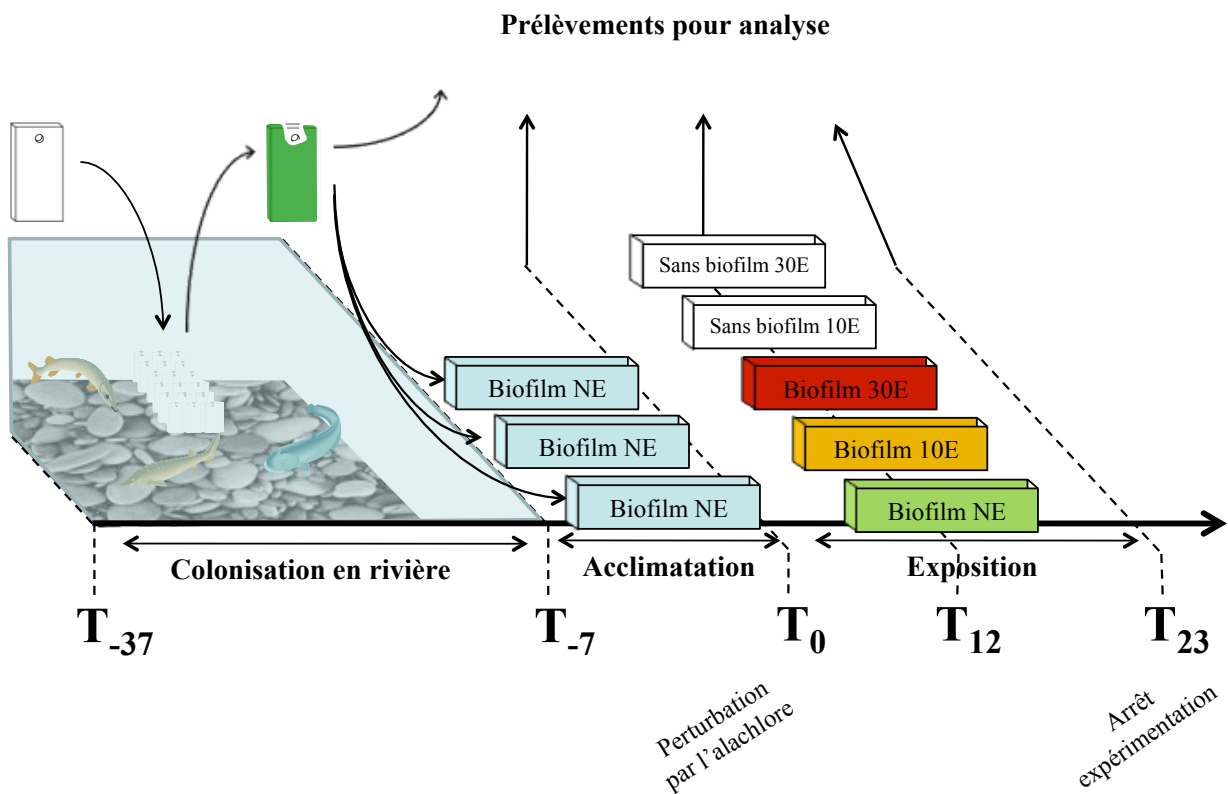 Prélèvements pour analyse
Sans biofilm 30E
Sans biofilm 10E
Biofilm NE
Biofilm 30E
Biofilm NE
Biofilm 10E
Biofilm NE
Biofilm NE
Colonisation en rivière
Acclimatation
Exposition
T-37
T-7
T0
T12
T23
Perturbation
par l'alachlore
Arrêt
expérimentation